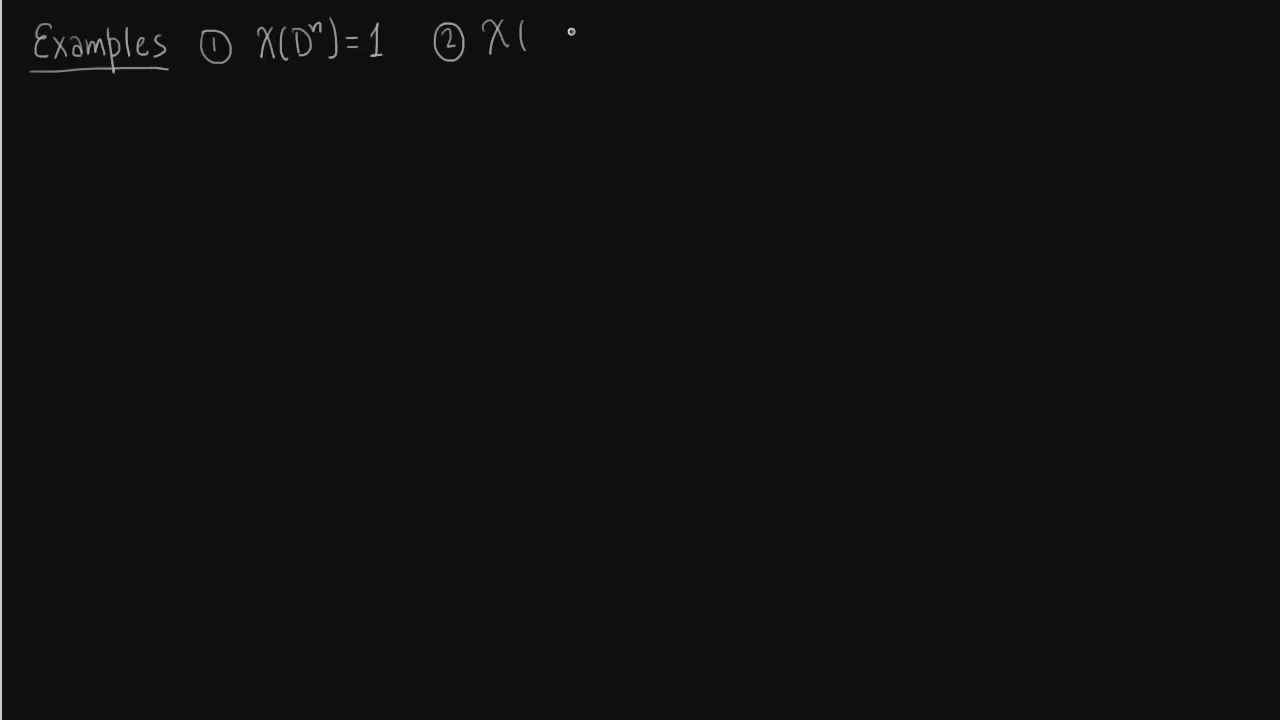 Examples ① χ(Dⁿ)=1 ② χ(